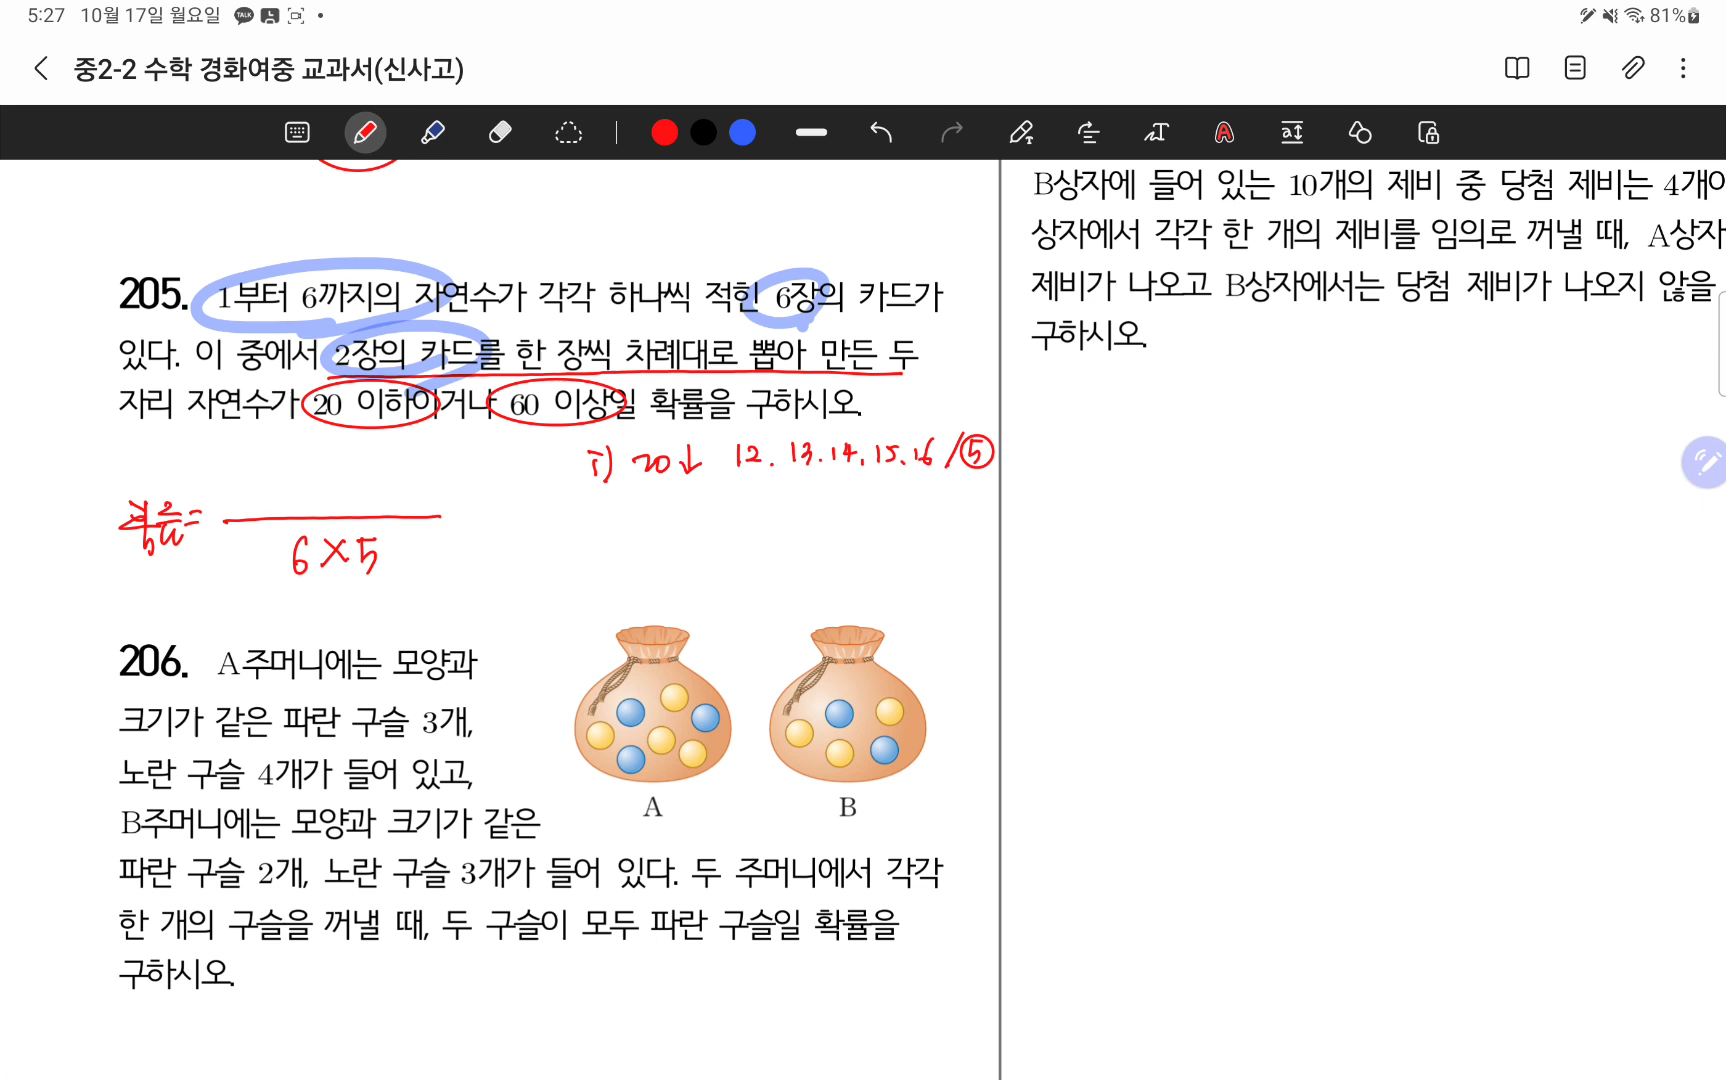 5:27 10월 17일 월요일 TALK
81%
중2-2 수학 경화여중 교과서(신사고)
205. 1부터 6까지의 자연수가 각각 하나씩 적힌 6장의 카드가
있다. 이 중에서 2장의 카드를 한 장씩 차례대로 뽑아 만든 두
자리 자연수가 20 이하이거나 60 이상일 확률을 구하시오.
i) 20↓ 12. 13. 14. 15. 16 / ⑤
6×5
206. A주머니에는 모양과
크기가 같은 파란 구슬 3개,
노란 구슬 4개가 들어 있고,
B주머니에는 모양과 크기가 같은
파란 구슬 2개, 노란 구슬 3개가 들어 있다. 두 주머니에서 각각
한 개의 구슬을 꺼낼 때, 두 구슬이 모두 파란 구슬일 확률을
구하시오.
A B
B상자에 들어 있는 10개의 제비 중 당첨 제비는 4개
상자에서 각각 한 개의 제비를 임의로 꺼낼 때, A상자
제비가 나오고 B상자에서는 당첨 제비가 나오지 않을
구하시오.